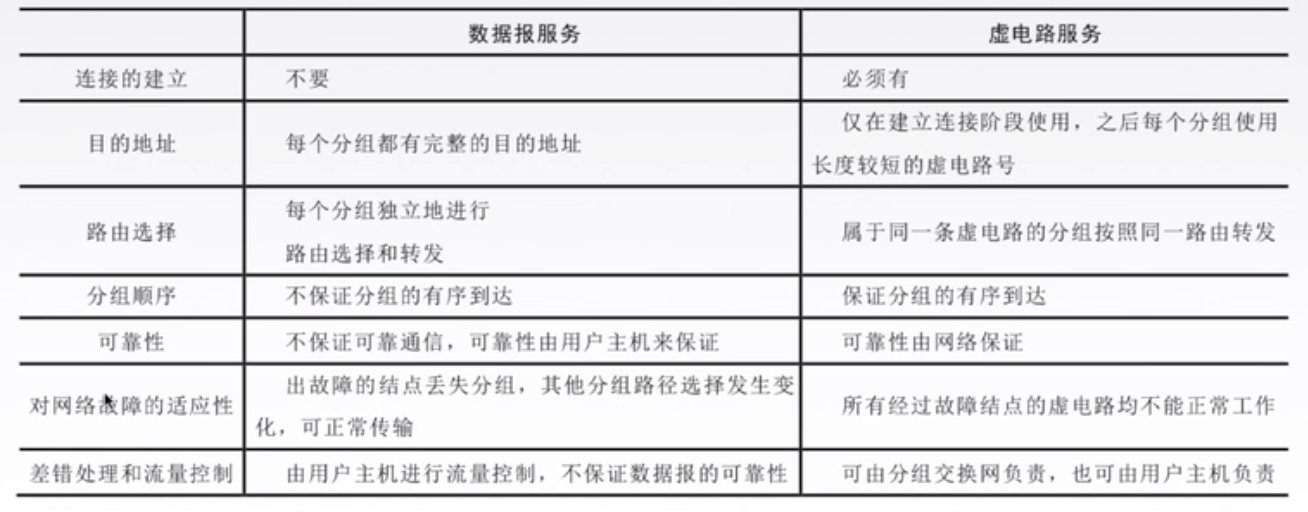 数据报服务
虚电路服务
连接的建立
不要
必须有
目的地址
每个分组都有完整的目的地址
仅在建立连接阶段使用，之后每个分组使用
长度较短的虚电路号
路由选择
每个分组独立地进行
路由选择和转发
属于同一条虚电路的分组按照同一路由转发
分组顺序
不保证分组的有序到达
保证分组的有序到达
可靠性
不保证可靠通信，可靠性由用户主机来保证
可靠性由网络保证
对网络故障的适应性
出故障的结点丢失分组，其他分组路径选择发生变
化，可正常传输
所有经过故障结点的虚电路均不能正常工作
差错处理和流量控制
由用户主机进行流量控制，不保证数据报的可靠性
可由分组交换网负责，也可由用户主机负责